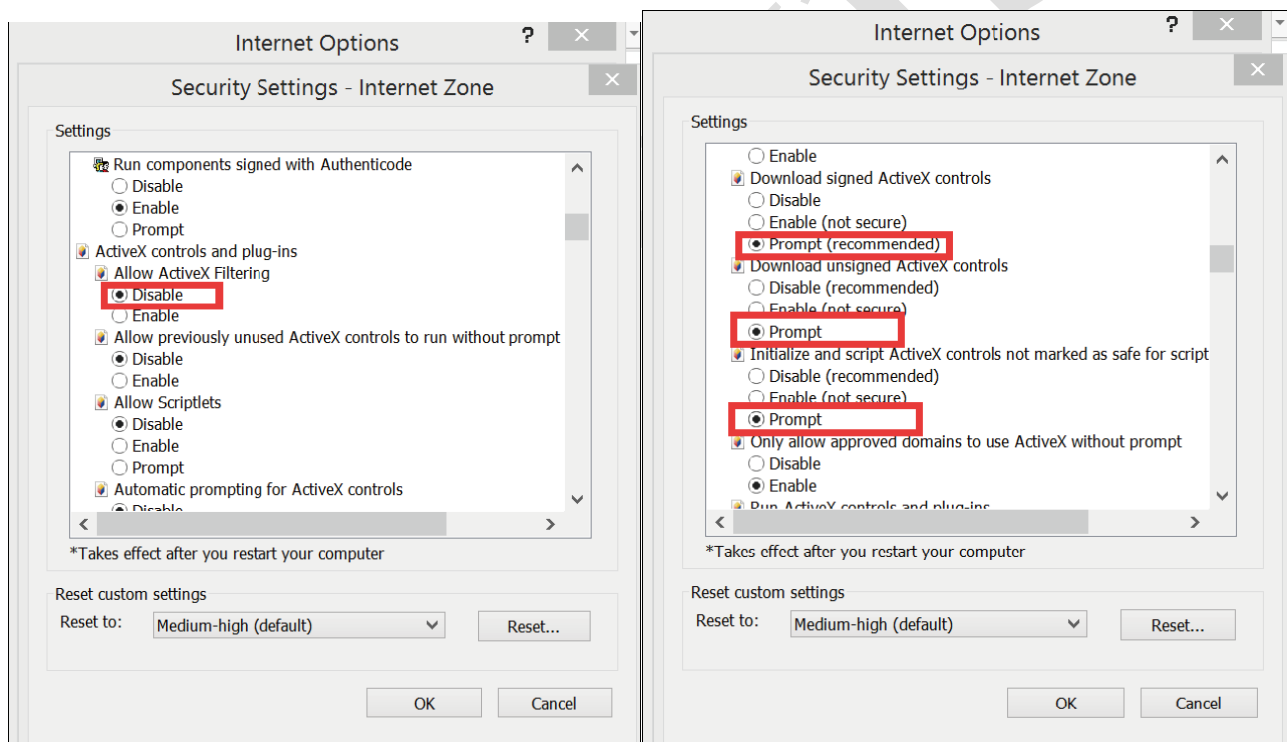 Internet Options
?
Security Settings - Internet Zone
Settings
Run components signed with Authenticode
Disable
Enable
Prompt
ActiveX controls and plug-ins
Allow ActiveX Filtering
Disable
Enable
Allow previously unused ActiveX controls to run without prompt
Disable
Enable
Allow Scriptlets
Disable
Enable
Prompt
Automatic prompting for ActiveX controls
Disable
*Takes effect after you restart your computer
Reset custom settings
Reset to:
Medium-high (default)
Reset...
OK
Cancel
Internet Options
?
Security Settings - Internet Zone
Settings
Enable
Download signed ActiveX controls
Disable
Enable (not secure)
Prompt (recommended)
Download unsigned ActiveX controls
Disable (recommended)
Enable (not secure)
Prompt
Initialize and script ActiveX controls not marked as safe for script
Disable (recommended)
Enable (not secure)
Prompt
Only allow approved domains to use ActiveX without prompt
Disable
Enable
Run ActiveX controls and plug-ins
*Takes effect after you restart your computer
Reset custom settings
Reset to:
Medium-high (default)
Reset...
OK
Cancel